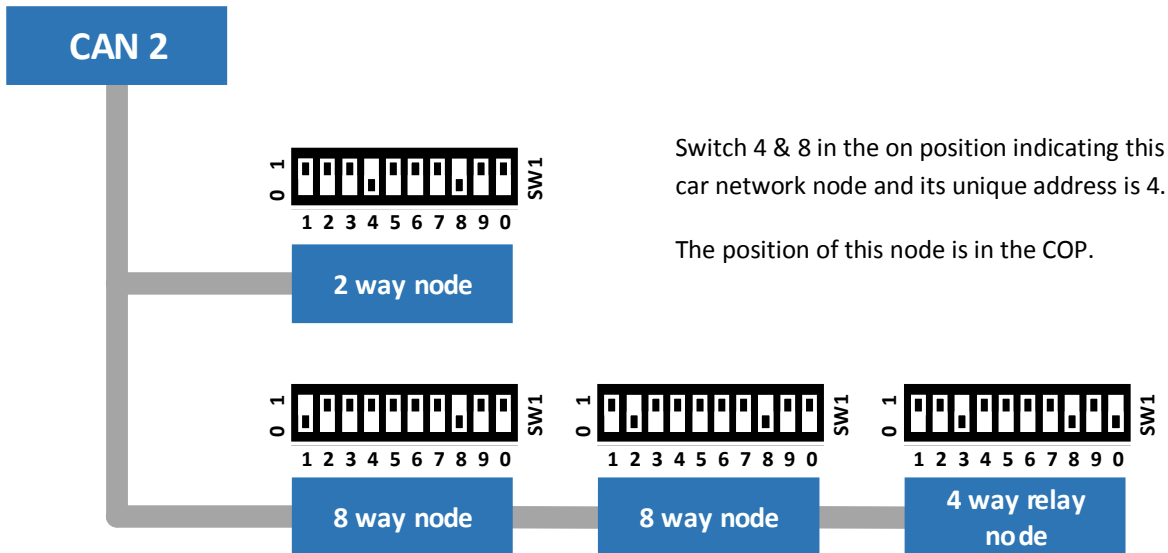 CAN 2
Switch 4 & 8 in the on position indicating this
car network node and its unique address is 4.
The position of this node is in the COP.
0 1
SW1
1 2 3 4 5 6 7 8 9 0
2 way node
0 1
SW1
1 2 3 4 5 6 7 8 9 0
8 way node
0 1
SW1
1 2 3 4 5 6 7 8 9 0
8 way node
0 1
SW1
1 2 3 4 5 6 7 8 9 0
4 way relay
node